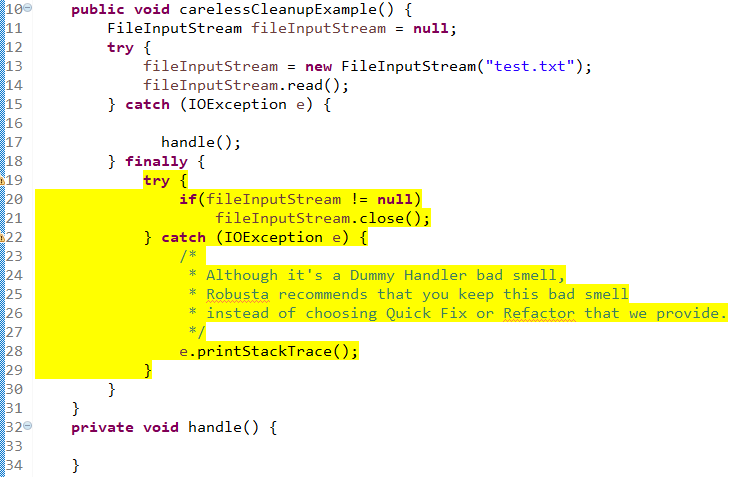 10    public void carelessCleanupExample() {
11        FileInputStream fileInputStream = null;
12        try {
13            fileInputStream = new FileInputStream("test.txt");
14            fileInputStream.read();
15        } catch (IOException e) {
16
17              handle();
18        } finally {
19            try {
20                if(fileInputStream != null)
21                    fileInputStream.close();
22            } catch (IOException e) {
23                /*
24                 * Although it's a Dummy Handler bad smell,
25                 * Robusta recommends that you keep this bad smell
26                 * instead of choosing Quick Fix or Refactor that we provide.
27                 */
28                e.printStackTrace();
29            }
30        }
31    }
32    private void handle() {
33
34    }